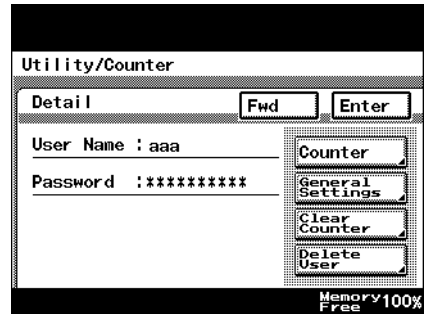 Utility/Counter
Detail Fwd Enter
User Name : aaa
Password : **********
Counter
General
Settings
Clear
Counter
Delete
User
Memory
Free 100%